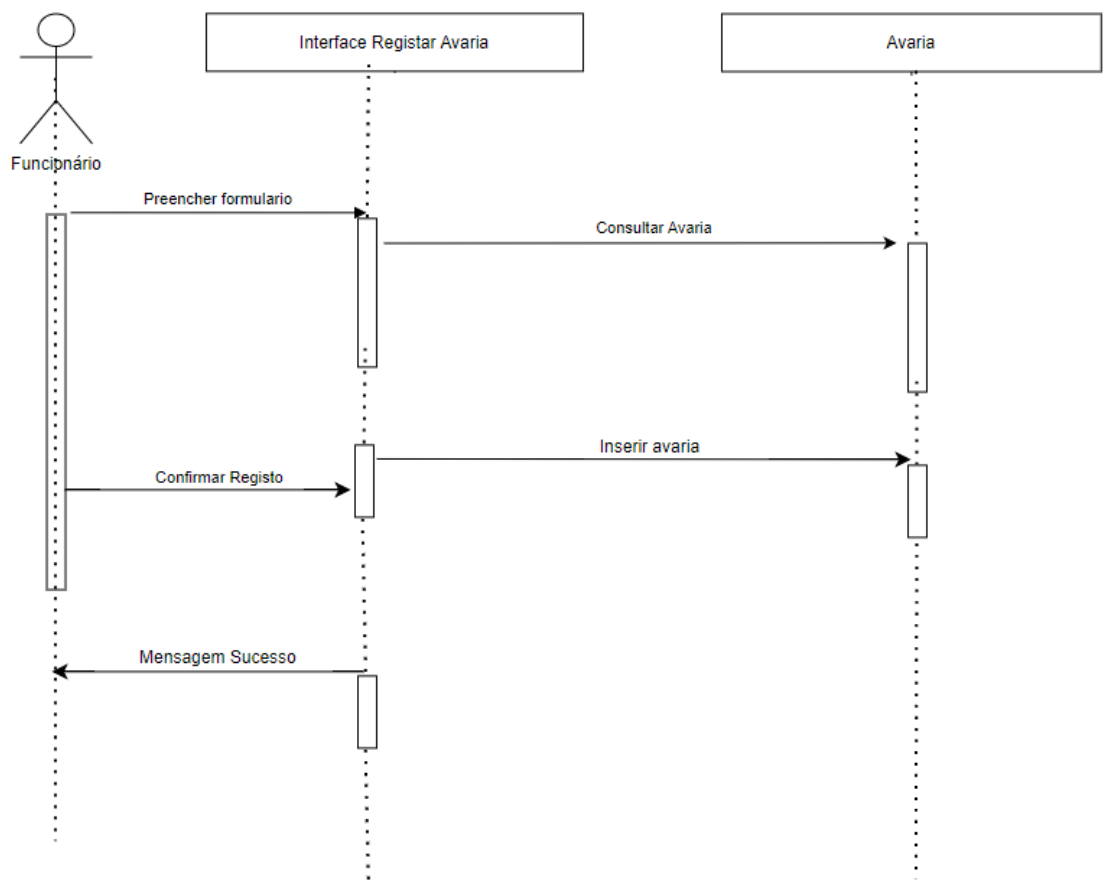 Interface Registar Avaria
Avaria
Funcionário
Preencher formulario
Consultar Avaria
Inserir avaria
Confirmar Registo
Mensagem Sucesso